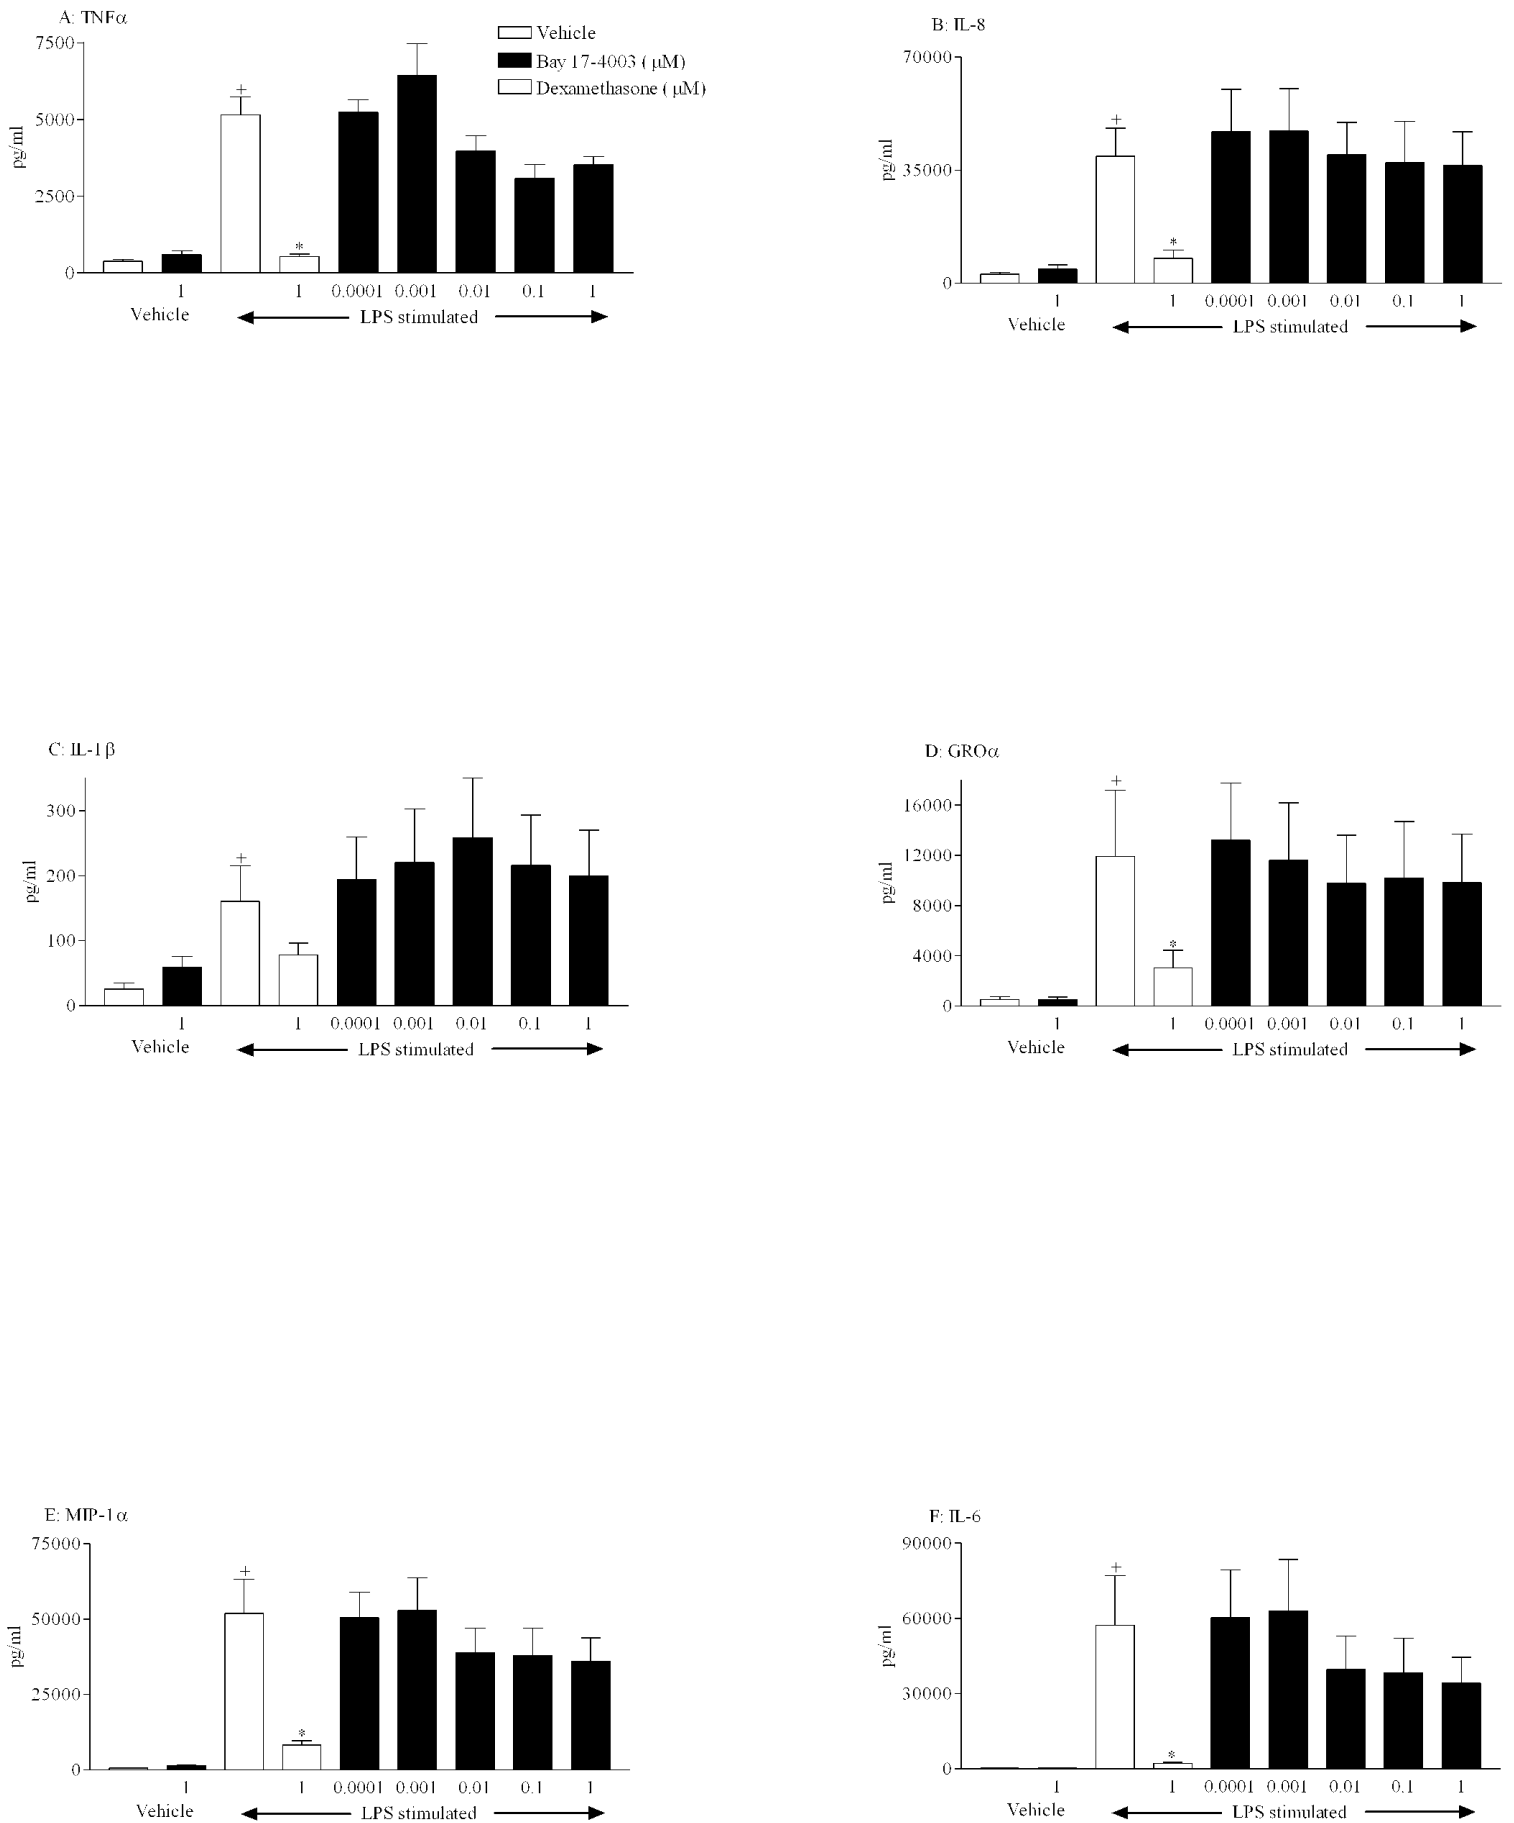 A: TNFα
Vehicle
Bay 17-4003 ( μM)
Dexamethasone ( μM)
7500
5000
2500
0
pg/ml
+
*
1 1 0.0001 0.001 0.01 0.1 1
Vehicle LPS stimulated
B: IL-8
70000
35000
0
pg/ml
+
*
1 1 0.0001 0.001 0.01 0.1 1
Vehicle LPS stimulated
C: IL-1β
300
200
100
0
pg/ml
+
1 1 0.0001 0.001 0.01 0.1 1
Vehicle LPS stimulated
D: GROα
16000
12000
8000
4000
0
pg/ml
+
*
1 1 0.0001 0.001 0.01 0.1 1
Vehicle LPS stimulated
E: MIP-1α
75000
50000
25000
0
pg/ml
+
*
1 1 0.0001 0.001 0.01 0.1 1
Vehicle LPS stimulated
F: IL-6
90000
60000
30000
0
pg/ml
+
*
1 1 0.0001 0.001 0.01 0.1 1
Vehicle LPS stimulated